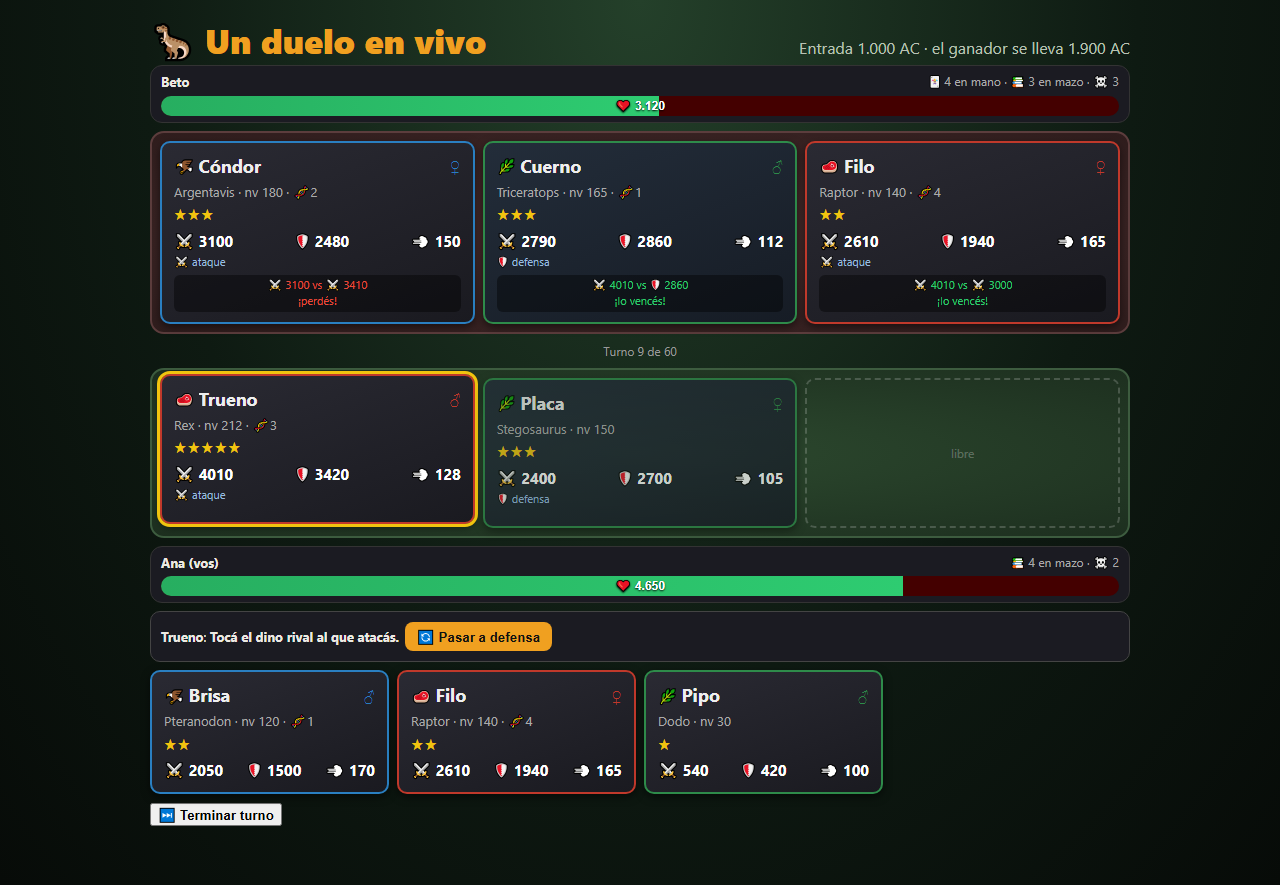 Un duelo en vivo
Entrada 1.000 AC · el ganador se lleva 1.900 AC
Beto
4 en mano · 3 en mazo · 3
3.120
Cóndor ♀
Argentavis · nv 180 · 2
★★★
3100 2480 150
ataque
3100 vs 3410
¡perdés!
Cuerno ♂
Triceratops · nv 165 · 1
★★★
2790 2860 112
defensa
4010 vs 2860
¡lo vencés!
Filo ♀
Raptor · nv 140 · 4
★★
2610 1940 165
ataque
4010 vs 3000
¡lo vencés!
Turno 9 de 60
Trueno ♂
Rex · nv 212 · 3
★★★★★
4010 3420 128
ataque
Placa ♀
Stegosaurus · nv 150
★★★
2400 2700 105
defensa
libre
Ana (vos)
4 en mazo · 2
4.650
Trueno: Tocá el dino rival al que atacás.
Pasar a defensa
Brisa ♂
Pteranodon · nv 120 · 1
★★
2050 1500 170
Filo ♀
Raptor · nv 140 · 4
★★
2610 1940 165
Pipo ♂
Dodo · nv 30
★
540 420 100
Terminar turno